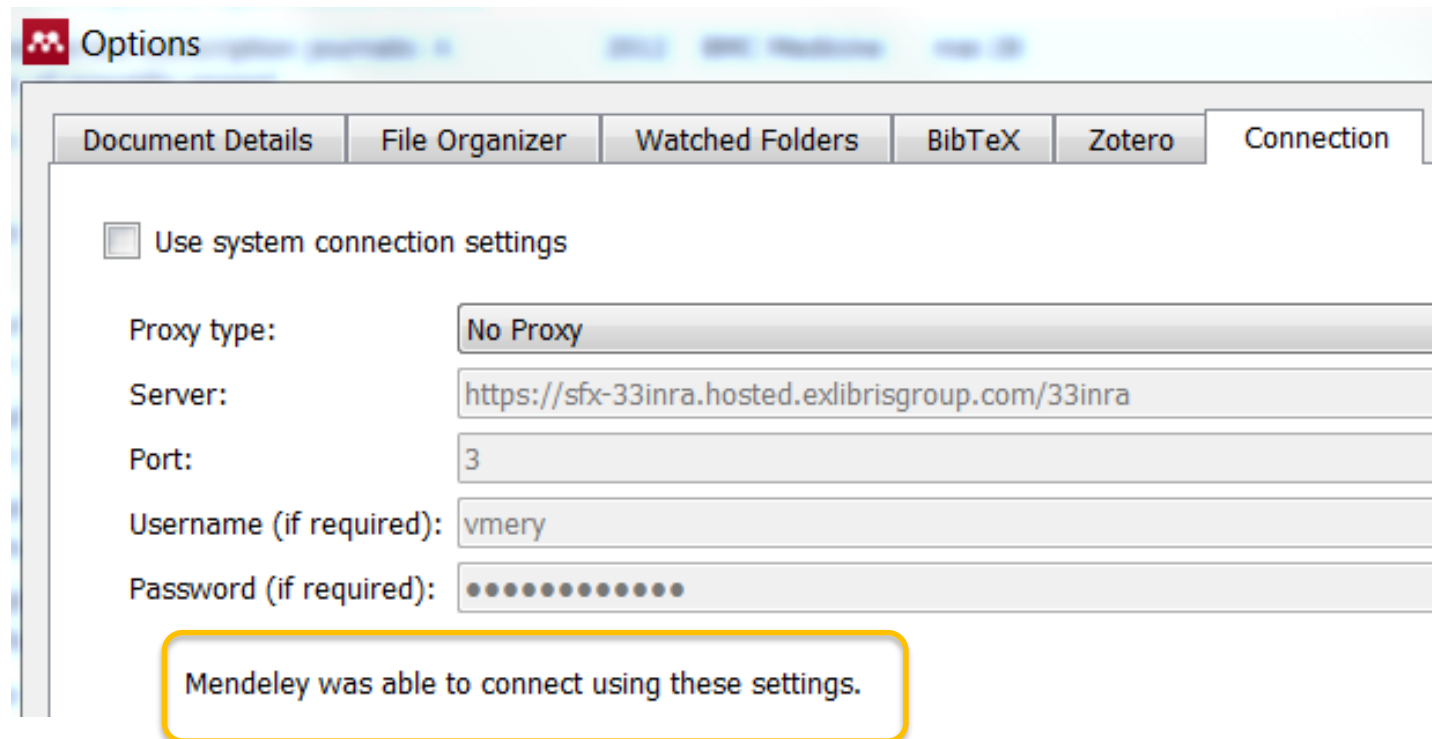 Options
Document Details File Organizer Watched Folders BibTeX Zotero Connection
Use system connection settings
Proxy type: No Proxy
Server: https://sfx-33inra.hosted.exlibrisgroup.com/33inra
Port: 3
Username (if required): vmery
Password (if required): ●●●●●●●●●●●●
Mendeley was able to connect using these settings.